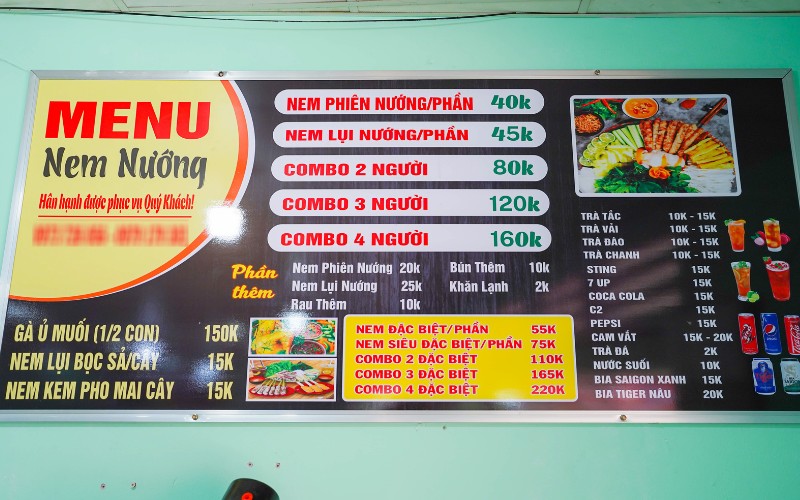 MENU
Nem Nướng
Hân hạnh được phục vụ Quý Khách!
NEM PHIÊN NƯỚNG/PHẦN 40k
NEM LỤI NƯỚNG/PHẦN 45k
COMBO 2 NGƯỜI 80k
COMBO 3 NGƯỜI 120k
COMBO 4 NGƯỜI 160k
Phần thêm
Nem Phiên Nướng 20k
Nem Lụi Nướng 25k
Rau Thêm 10k
Bún Thêm 10k
Khăn Lạnh 2k
GÀ Ủ MUỐI (1/2 CON) 150K
NEM LỤI BỌC SẢ/CÂY 15K
NEM KEM PHO MAI CÂY 15K
NEM ĐẶC BIỆT/PHẦN 55K
NEM SIÊU ĐẶC BIỆT/PHẦN 75K
COMBO 2 ĐẶC BIỆT 110K
COMBO 3 ĐẶC BIỆT 165K
COMBO 4 ĐẶC BIỆT 220K
TRÀ TẮC 10K - 15K
TRÀ VẢI 10K - 15K
TRÀ ĐÀO 10K - 15K
TRÀ CHANH 10K - 15K
STING 15K
7 UP 15K
COCA COLA 15K
C2 15K
PEPSI 15K
CAM VẮT 15K - 20K
TRÀ ĐÁ 2K
NƯỚC SUỐI 10K
BIA SAIGON XANH 15K
BIA TIGER NÂU 20K